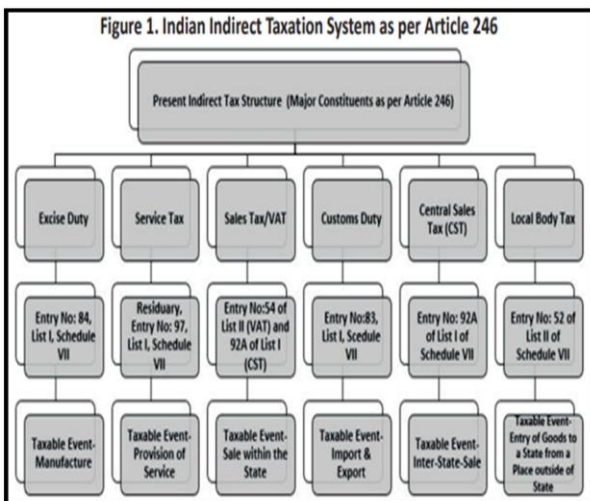 Figure 1. Indian Indirect Taxation System as per Article 246
Present Indirect Tax Structure (Major Constituents as per Article 246)
Excise Duty
Service Tax
Sales Tax/VAT
Customs Duty
Central Sales
Tax (CST)
Local Body Tax
Entry No: 84,
List I, Schedule
VII
Residuary,
Entry No: 97,
List I, Schedule
VII
Entry No:54 of
List II (VAT) and
92A of List I
(CST)
Entry No:83,
List I, Scedule
VII
Entry No: 92A
of List I of
Schedule VII
Entry No: 52 of
List II of
Schedule VII
Taxable Event-
Manufacture
Taxable Event-
Provision of
Service
Taxable Event-
Sale within the
State
Taxable Event-
Import &
Export
Taxable Event-
Inter-State-Sale
Taxable Event-
Entry of Goods to
a State from a
Place outside of
State